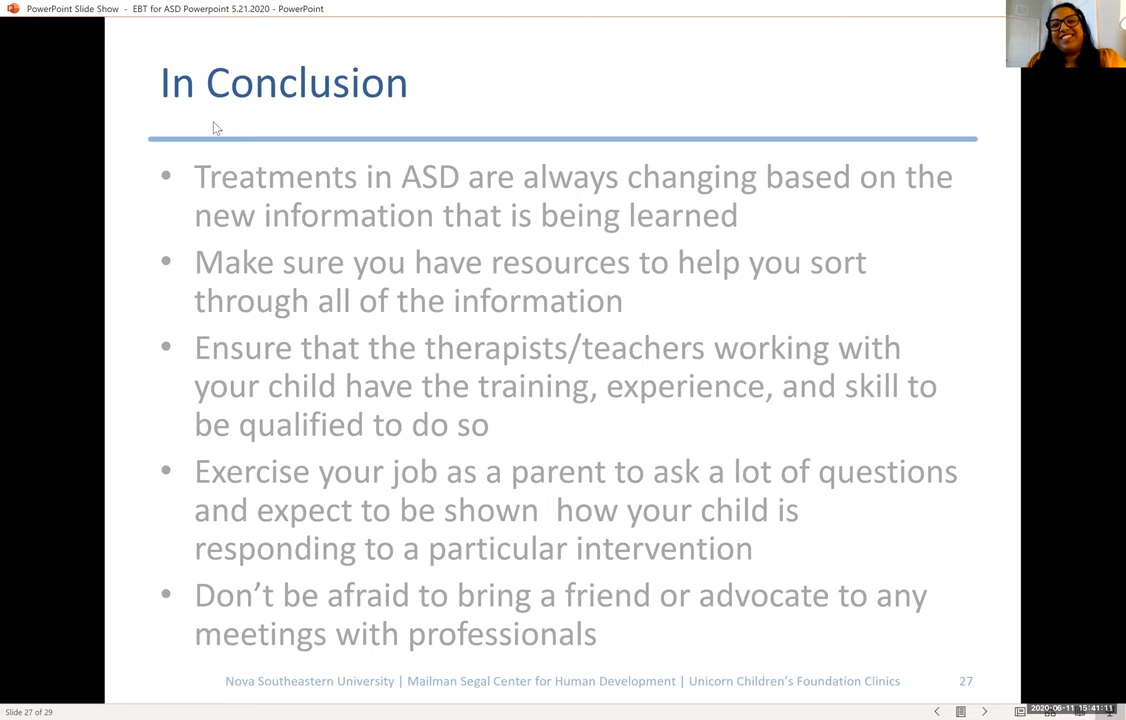 PowerPoint Slide Show - EBT for ASD Powerpoint 5.21.2020 - PowerPoint
In Conclusion
• Treatments in ASD are always changing based on the
new information that is being learned
• Make sure you have resources to help you sort
through all of the information
• Ensure that the therapists/teachers working with
your child have the training, experience, and skill to
be qualified to do so
• Exercise your job as a parent to ask a lot of questions
and expect to be shown  how your child is
responding to a particular intervention
• Don’t be afraid to bring a friend or advocate to any
meetings with professionals
Nova Southeastern University | Mailman Segal Center for Human Development | Unicorn Children’s Foundation Clinics 27
Slide 27 of 29
2020-06-11 15:41:11